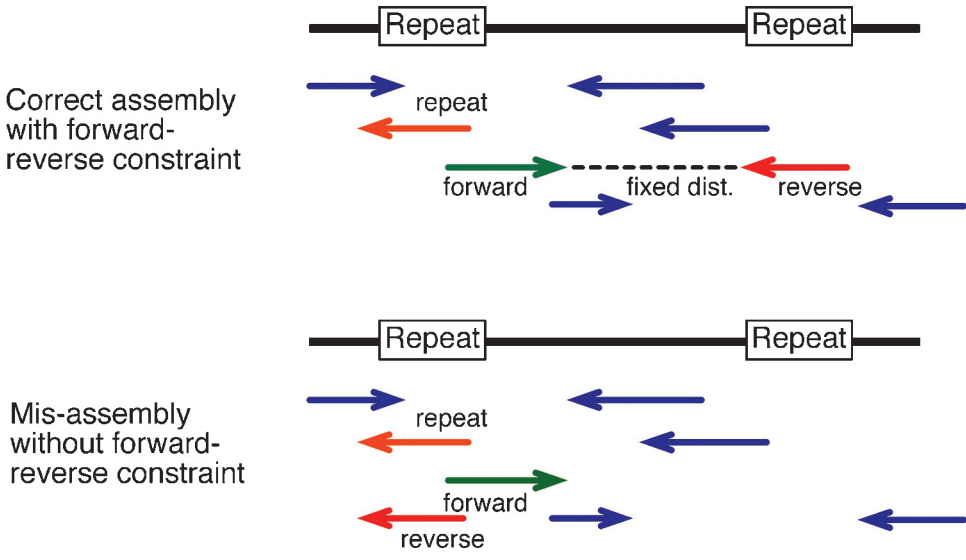 Repeat Repeat
Correct assembly
with forward-
reverse constraint
repeat
forward fixed dist. reverse
Repeat Repeat
Mis-assembly
without forward-
reverse constraint
repeat
forward
reverse